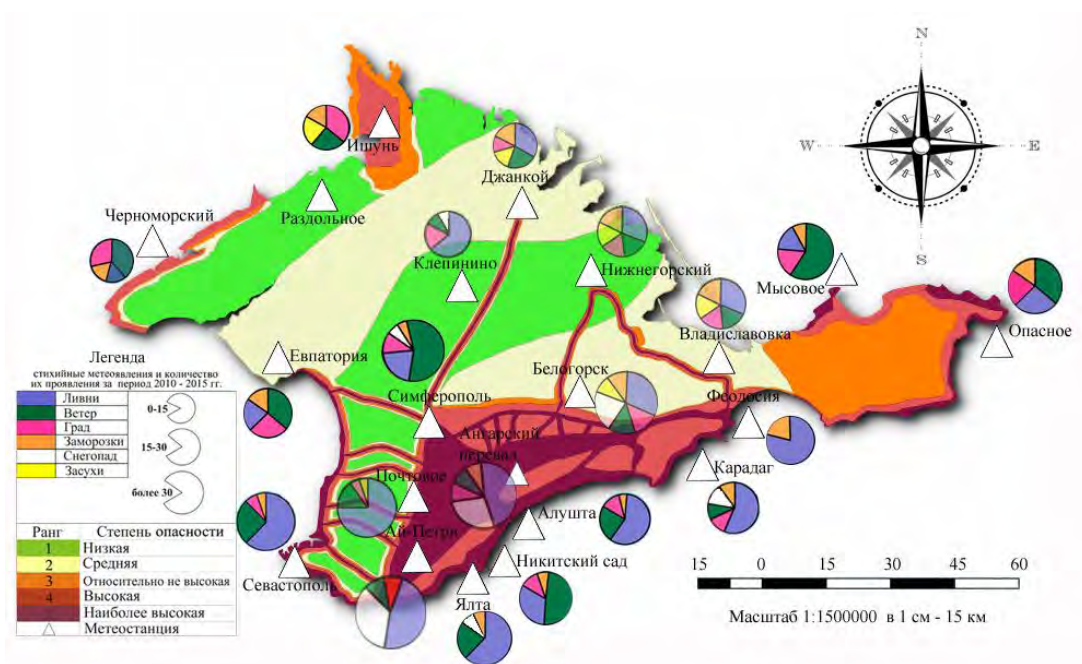 N
W
E
S
Ишунь
Джанкой
Раздольное
Черноморский
Клепинино
Нижнегорский
Мысовое
Опасное
Владиславовка
Евпатория
Белогорск
Симферополь
Феодосия
Ангарский
перевал
Карадаг
Почтовое
Алушта
Ай-Петри
Никитский сад
Севастополь
Ялта
Легенда
стихийные метеоявления и количество
их проявления за период 2010 - 2015 гг.
Ливни
Ветер
Град
Заморозки
Снегопад
Засухи
0-15
15-30
более 30
Ранг Степень опасности
1 Низкая
2 Средняя
3 Относительно не высокая
4 Высокая
Наиболее высокая
Метеостанция
15 0 15 30 45 60
Масштаб 1:1500000 в 1 см - 15 км